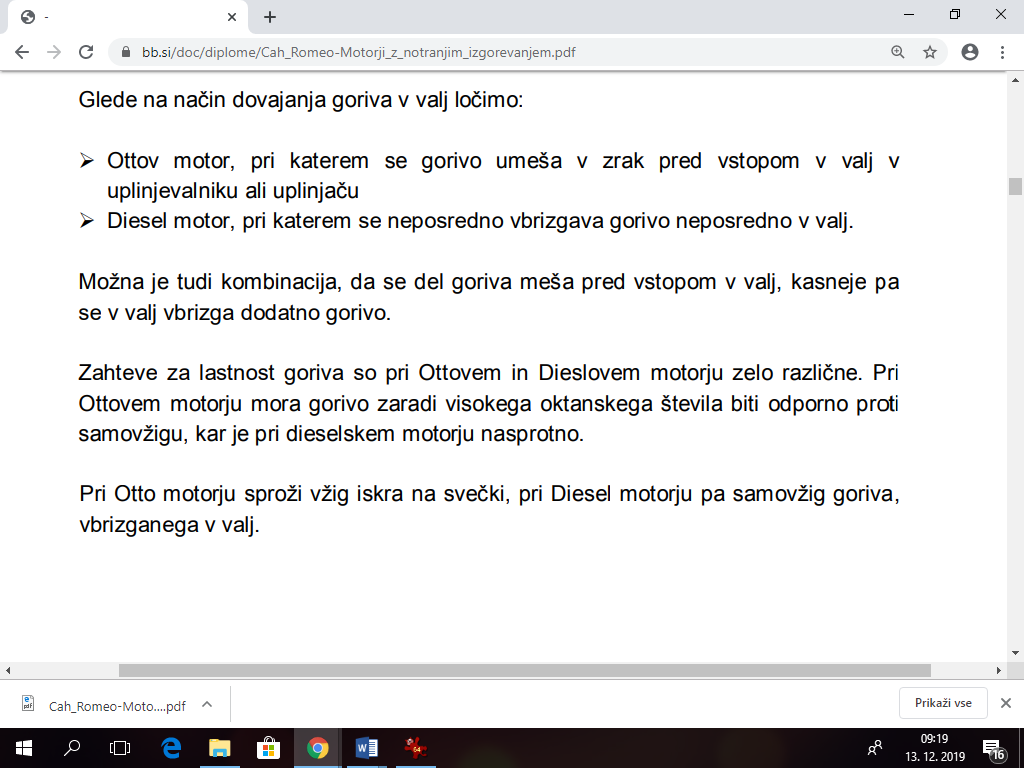 -
bb.si/doc/diplome/Cah_Romeo-Motorji_z_notranjim_izgorevanjem.pdf
Glede na način dovajanja goriva v valj ločimo:
➢ Ottov motor, pri katerem se gorivo umeša v zrak pred vstopom v valj v
uplinjevalniku ali uplinjaču
➢ Diesel motor, pri katerem se neposredno vbrizgava gorivo neposredno v valj.
Možna je tudi kombinacija, da se del goriva meša pred vstopom v valj, kasneje pa
se v valj vbrizga dodatno gorivo.
Zahteve za lastnost goriva so pri Ottovem in Dieslovem motorju zelo različne. Pri
Ottovem motorju mora gorivo zaradi visokega oktanskega števila biti odporno proti
samovžigu, kar je pri dieselskem motorju nasprotno.
Pri Otto motorju sproži vžig iskra na svečki, pri Diesel motorju pa samovžig goriva,
vbrizganega v valj.
Cah_Romeo-Moto....pdf
Prikaži vse
09:19
13. 12. 2019
16